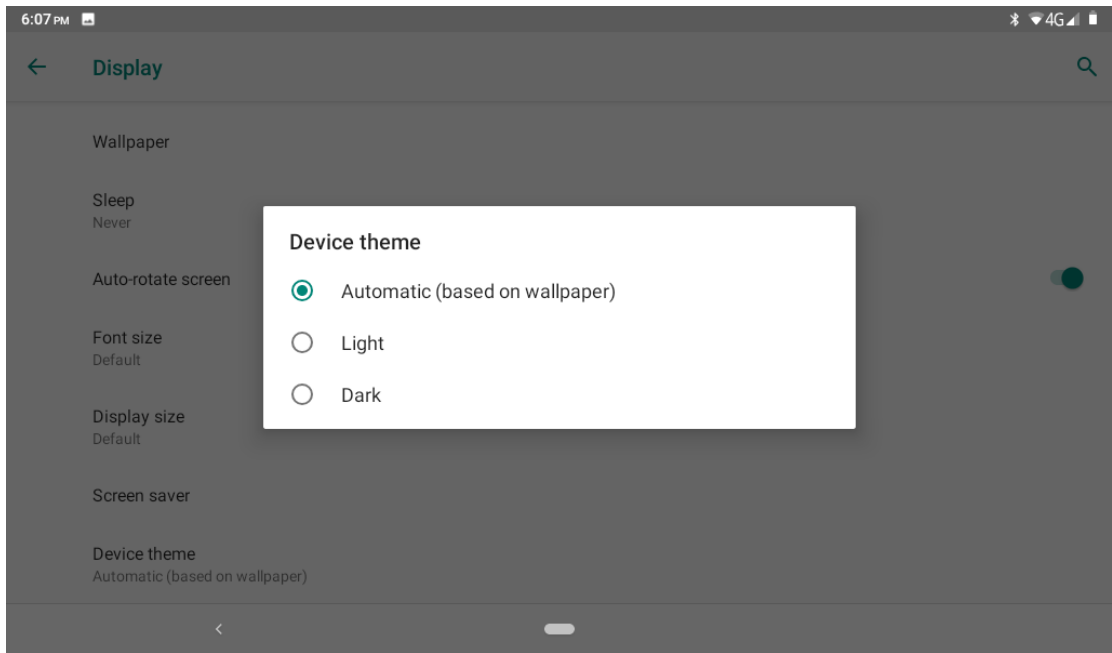 6:07 PM 4G
Display
Wallpaper
Sleep
Never
Auto-rotate screen
Font size
Default
Display size
Default
Screen saver
Device theme
Automatic (based on wallpaper)
Device theme
Automatic (based on wallpaper)
Light
Dark